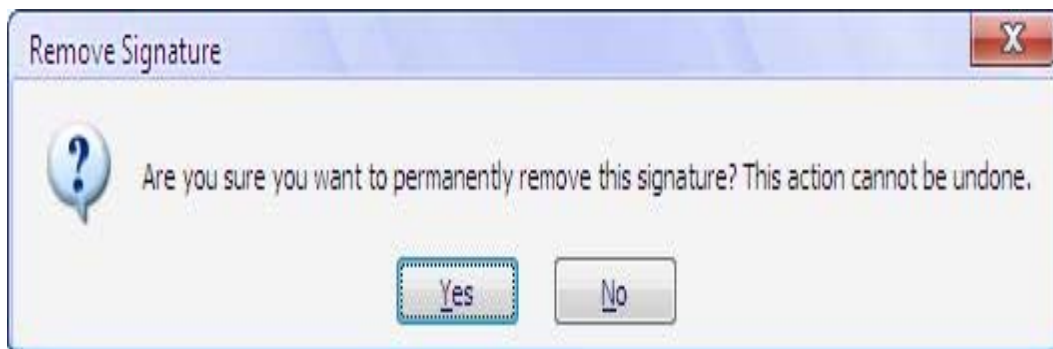 Remove Signature
X
?
Are you sure you want to permanently remove this signature? This action cannot be undone.
Yes No